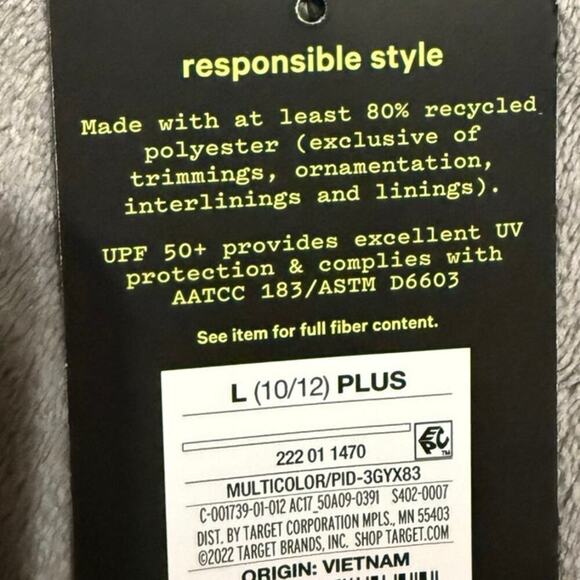 responsible style
Made with at least 80% recycled
polyester (exclusive of
trimmings, ornamentation,
interlinings and linings).
UPF 50+ provides excellent UV
protection & complies with
AATCC 183/ASTM D6603
See item for full fiber content.
L (10/12) PLUS
EPC TM
222 01 1470
MULTICOLOR/PID-3GYX83
C-001739-01-012 AC17_50A09-0391 S402-0007
DIST. BY TARGET CORPORATION MPLS., MN 55403
©2022 TARGET BRANDS, INC. SHOP TARGET.COM
ORIGIN: VIETNAM